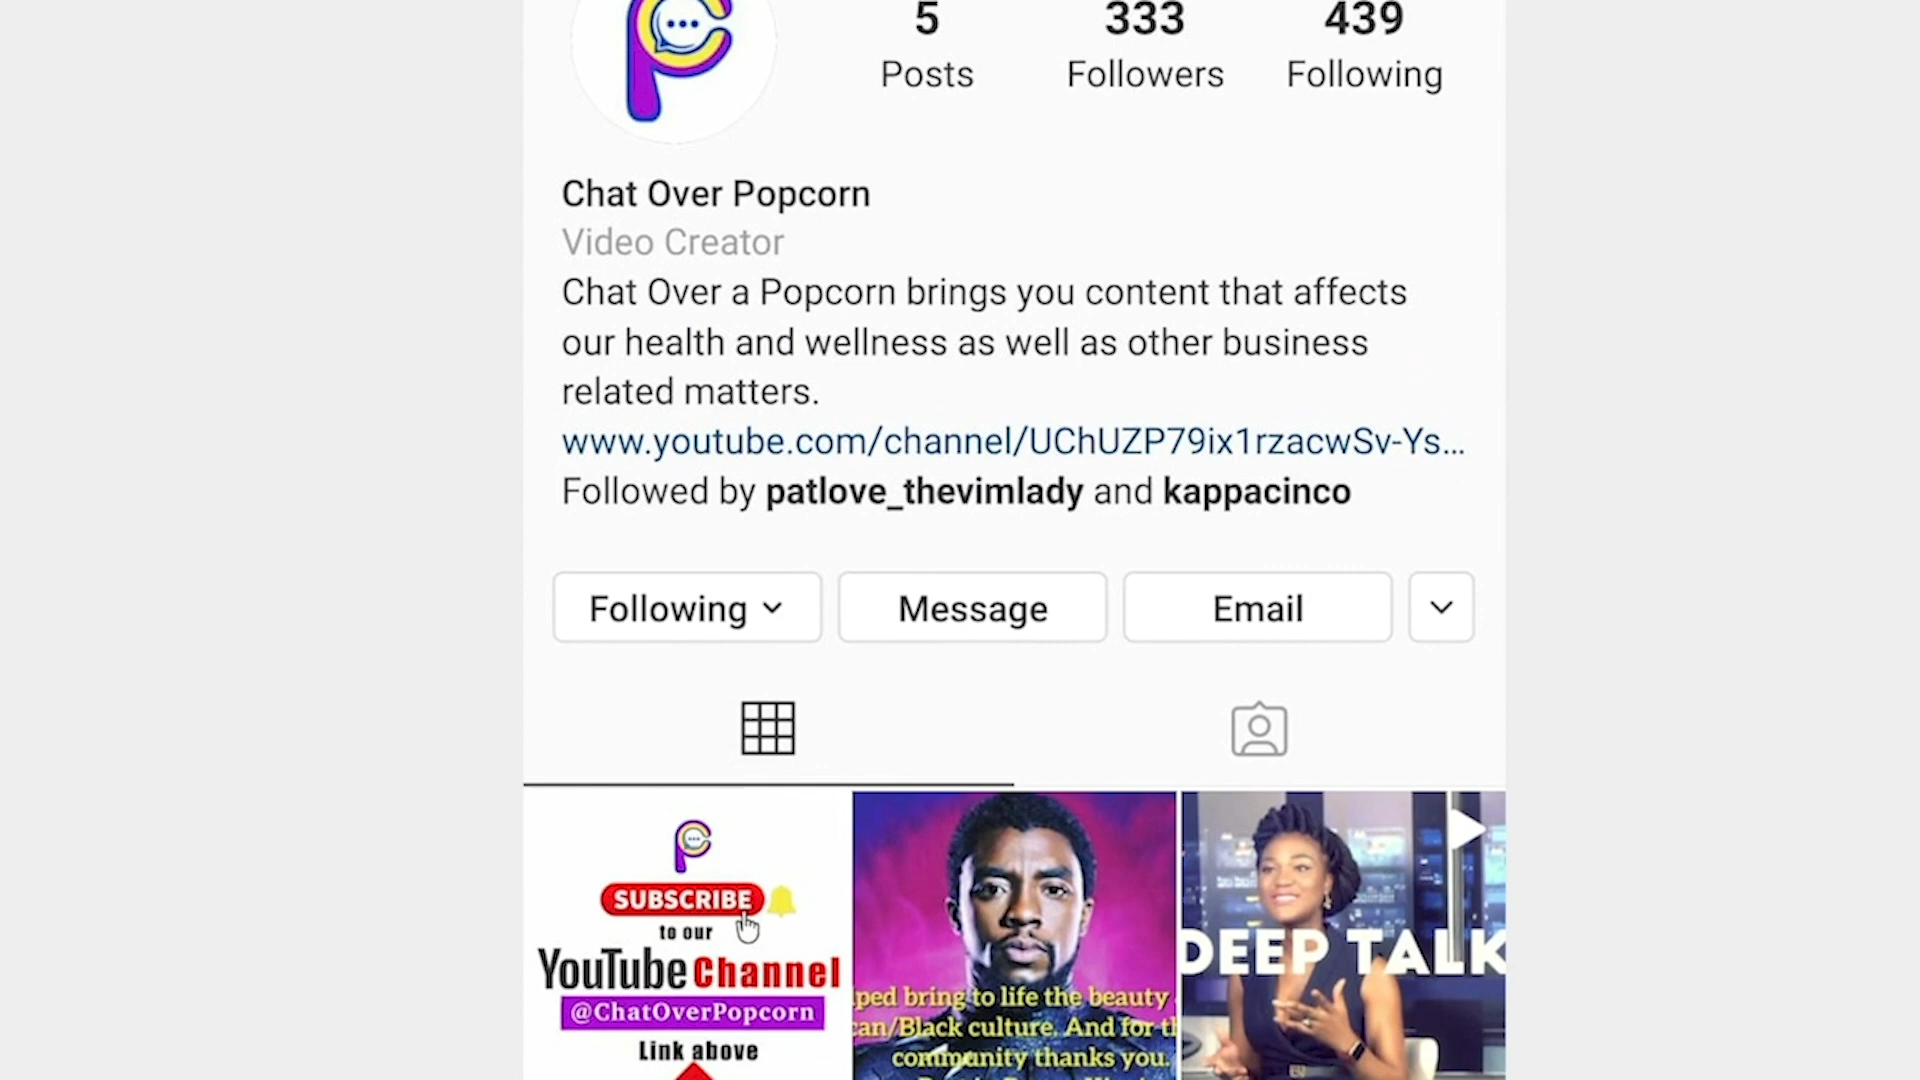 5 333 439
Posts Followers Following
Chat Over Popcorn
Video Creator
Chat Over a Popcorn brings you content that affects
our health and wellness as well as other business
related matters.
www.youtube.com/channel/UChUZP79ix1rzacwSv-Ys...
Followed by patlove_thevimlady and kappacinco
Following Message Email
SUBSCRIBE
to our
YouTube Channel
@ChatOverPopcorn
Link above
ped bring to life the beauty
can/Black culture. And for th
community thanks you.
DEEP TALK